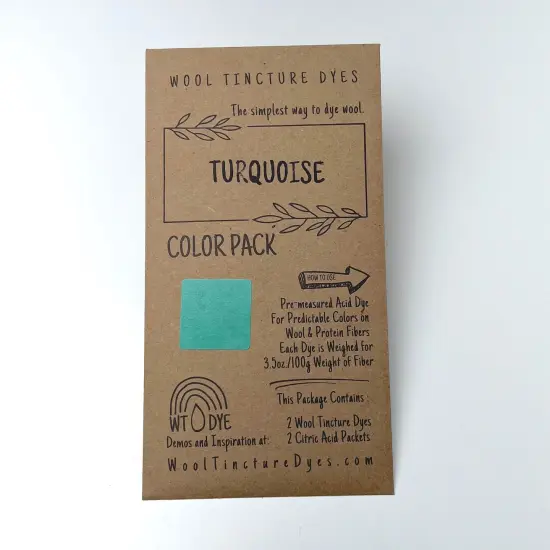 WOOL TINCTURE DYES
The simplest way to dye wool.
TURQUOISE
COLOR PACK
HOW TO USE
Pre-measured Acid Dye
For Predictable Colors on
Wool & Protein Fibers
Each Dye is Weighed for
3.5oz/100g Weight of Fiber
This Package Contains :
2 Wool Tincture Dyes
2 Citric Acid Packets
WT DYE
Demos and Inspiration at:
WoolTinctureDyes.com